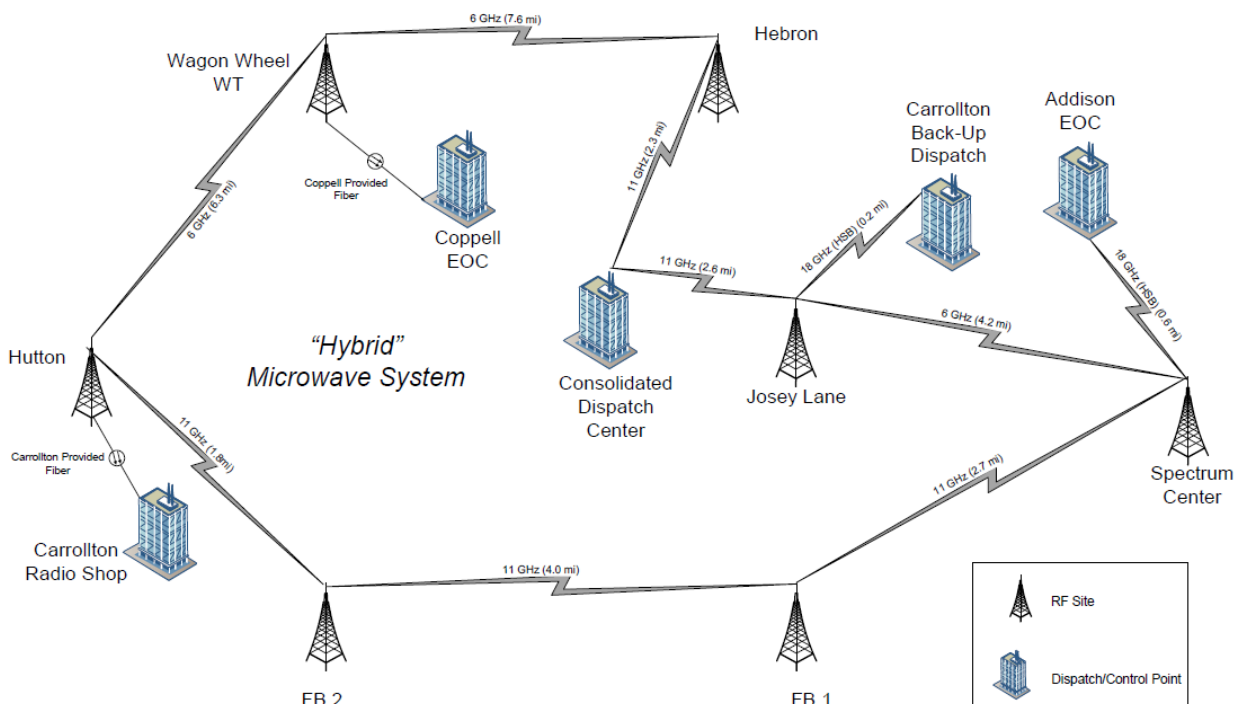 6 GHz (7.6 mi)
Wagon Wheel
WT
Hebron
Carrollton
Back-Up
Dispatch
Addison
EOC
11 GHz (2.3 mi)
Coppell Provided
Fiber
6 GHz (6.3 mi)
Coppell
EOC
18 GHz (HSB) (0.2 mi)
18 GHz (HSB) (0.6 mi)
11 GHz (2.6 mi)
6 GHz (4.2 mi)
Hutton
"Hybrid"
Microwave System
Consolidated
Dispatch
Center
Josey Lane
11 GHz (1.8mi)
Carrollton Provided
Fiber
11 GHz (2.7 mi)
Spectrum
Center
Carrollton
Radio Shop
11 GHz (4.0 mi)
RF Site
Dispatch/Control Point
FB 2
FB 1